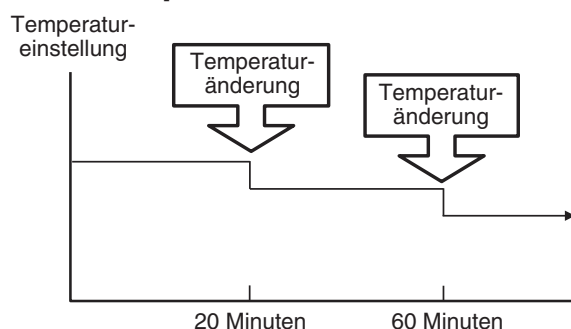 Temperatur-
einstellung
Temperatur-
änderung
Temperatur-
änderung
20 Minuten
60 Minuten